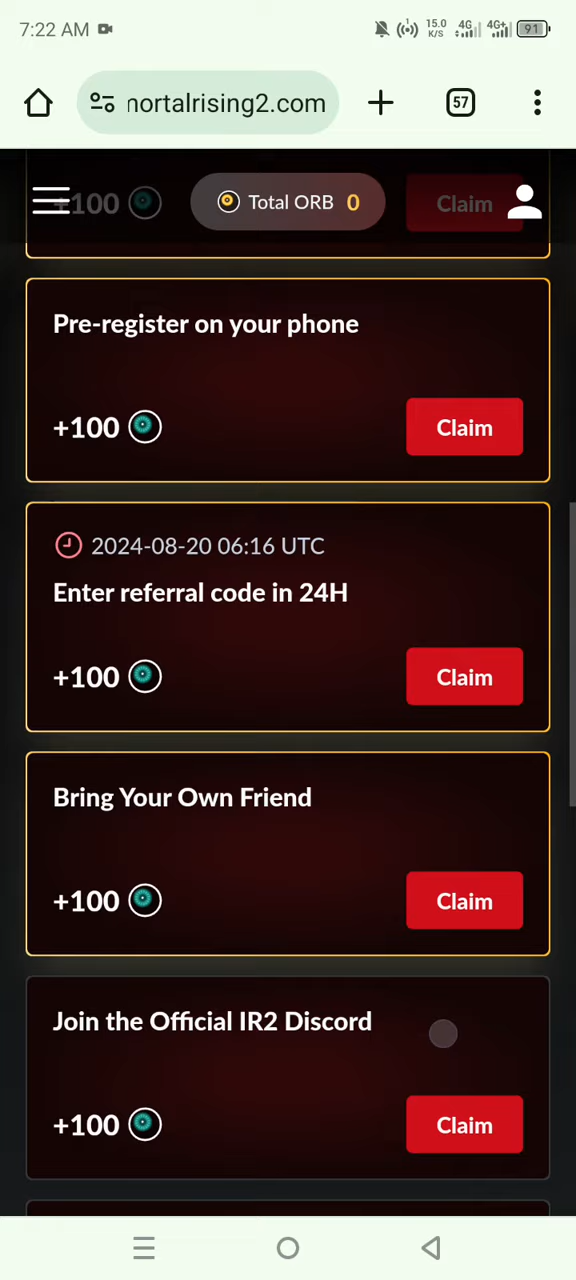 7:22 AM
15.0 K/S 4G 4G+ 91
nortalrising2.com
57
+100 Total ORB 0 Claim
Pre-register on your phone
+100 Claim
2024-08-20 06:16 UTC
Enter referral code in 24H
+100 Claim
Bring Your Own Friend
+100 Claim
Join the Official IR2 Discord
+100 Claim